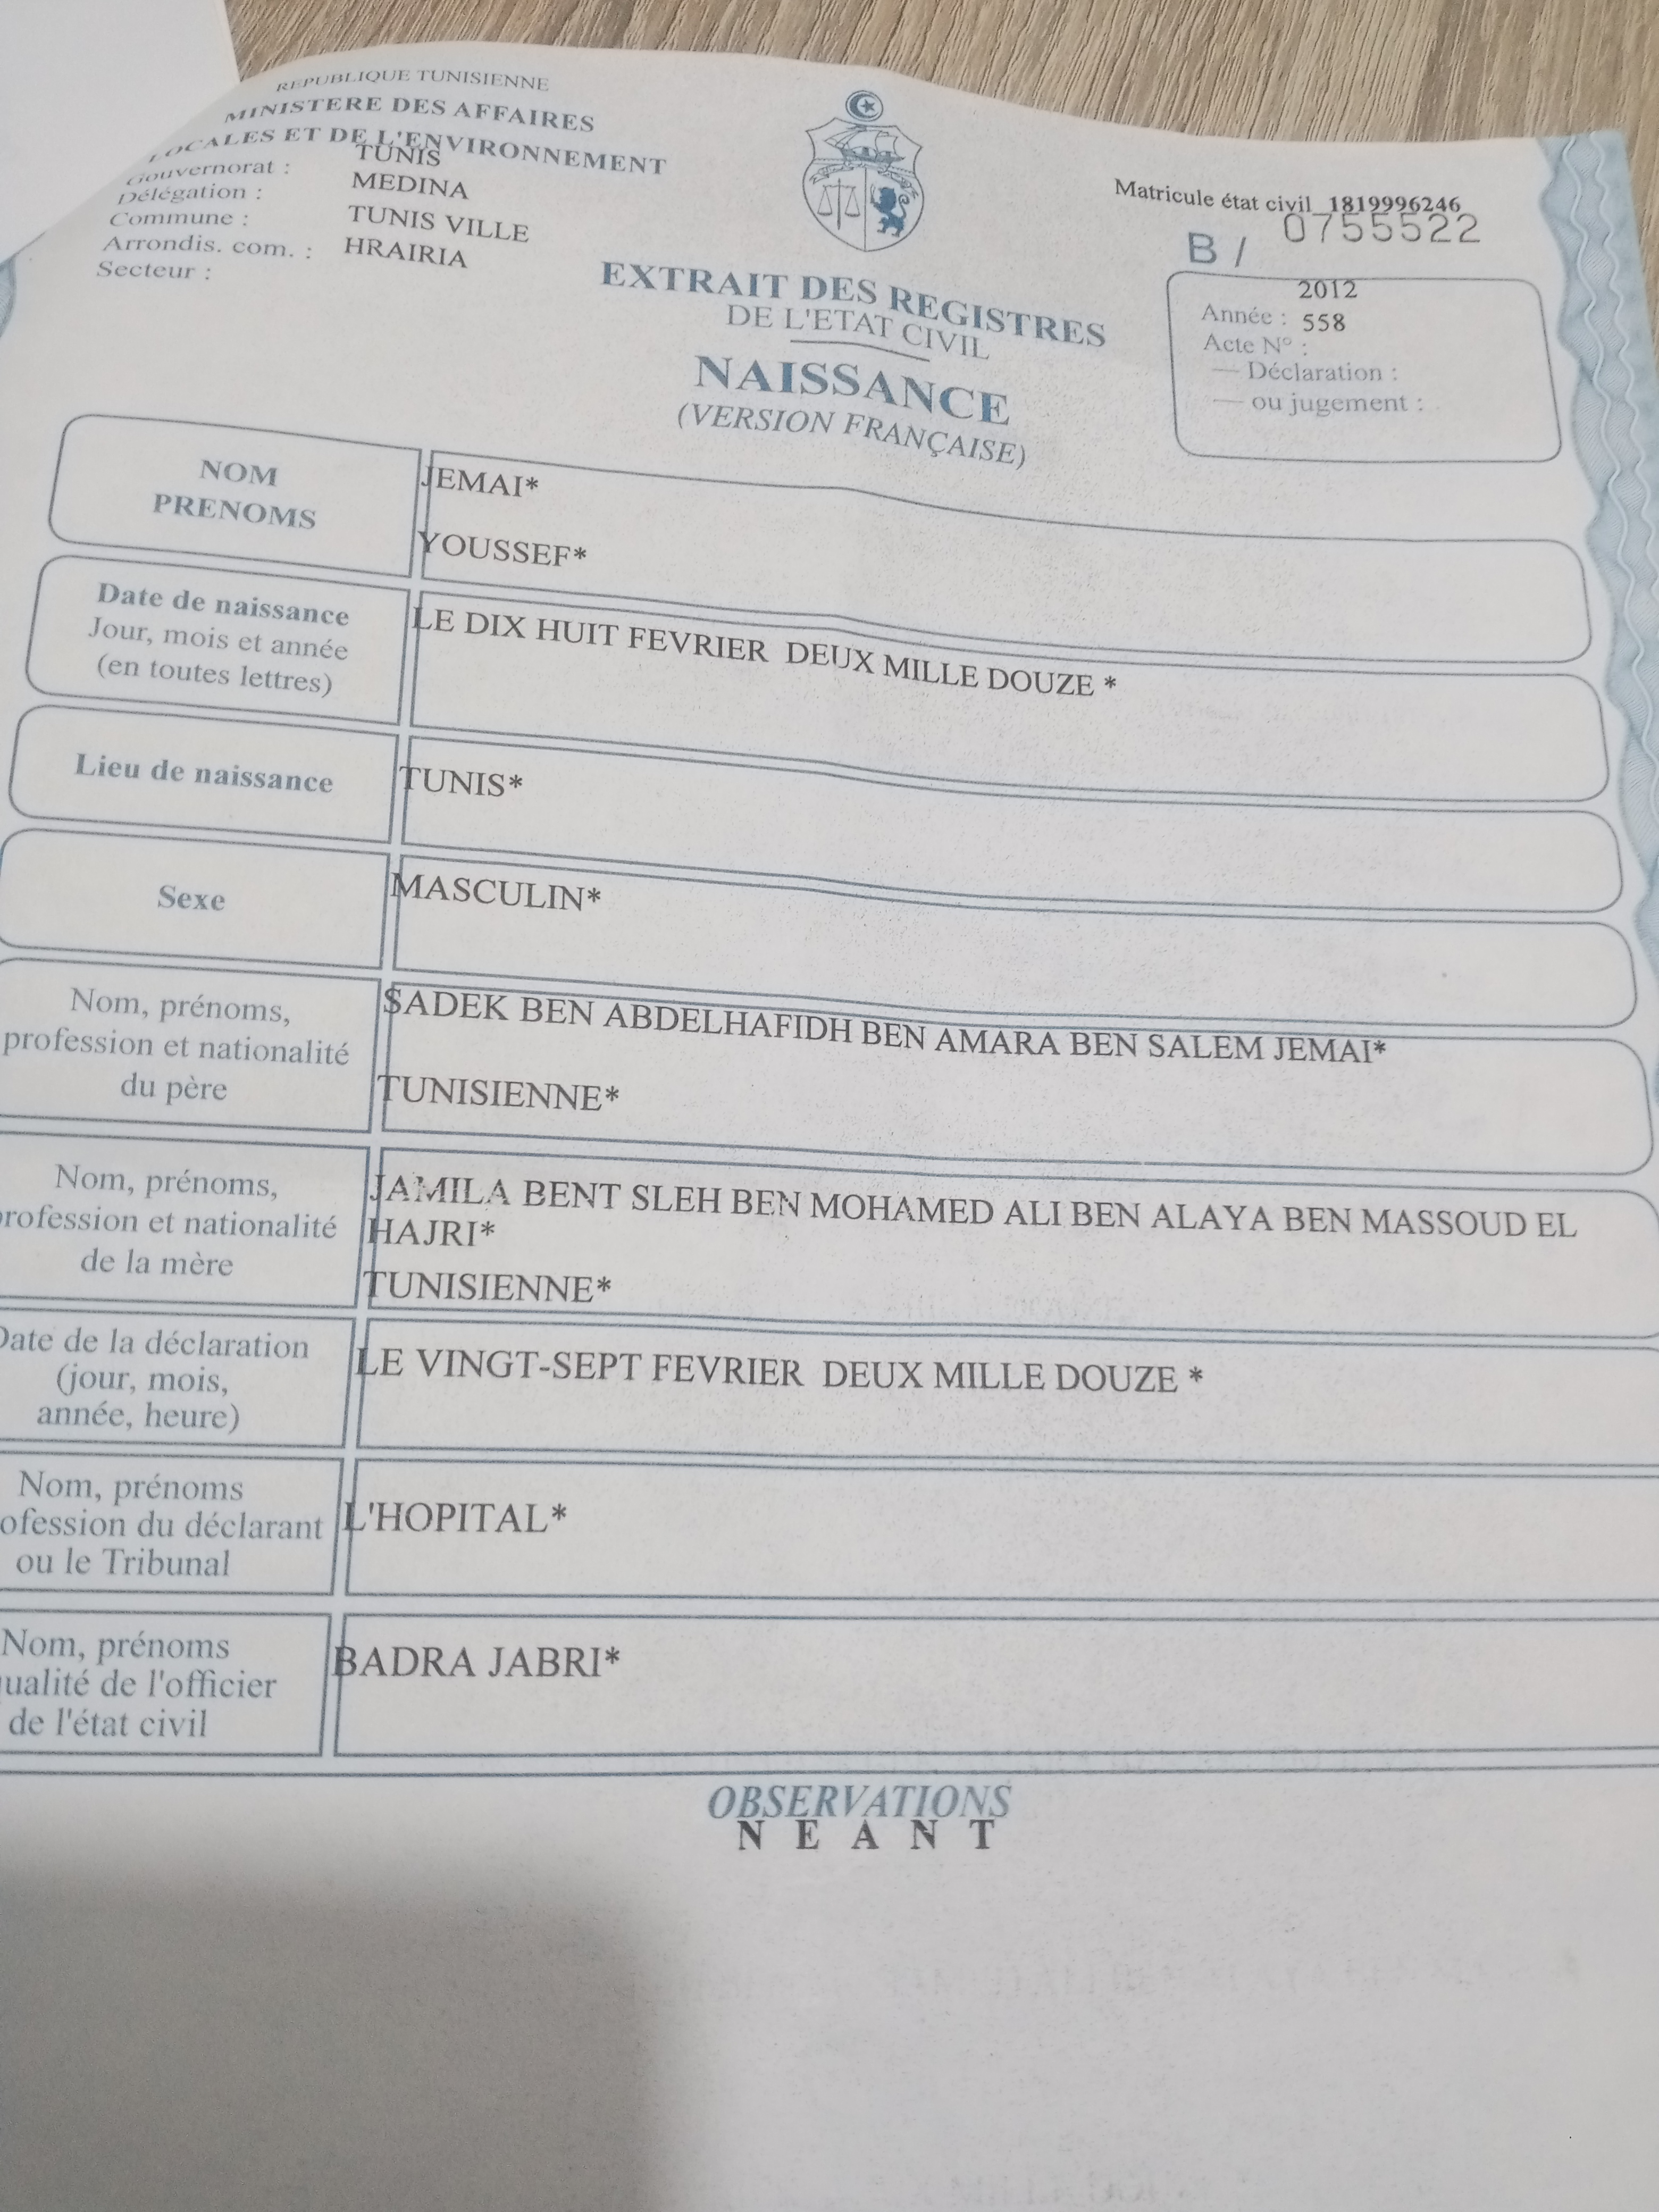 REPUBLIQUE TUNISIENNE
MINISTERE DES AFFAIRES
LOCALES ET DE L'ENVIRONNEMENT
Gouvernorat : TUNIS
Délégation : MEDINA
Commune : TUNIS VILLE
Arrondis. com. : HRAIRIA
Secteur :
Matricule état civil 1819996246
B / 0755522
EXTRAIT DES REGISTRES
DE L'ETAT CIVIL
NAISSANCE
(VERSION FRANÇAISE)
2012
Année : 558
Acte N° :
— Déclaration :
— ou jugement :
NOM
PRENOMS
JEMAI*
YOUSSEF*
Date de naissance
Jour, mois et année
(en toutes lettres)
LE DIX HUIT FEVRIER DEUX MILLE DOUZE *
Lieu de naissance
TUNIS*
Sexe
MASCULIN*
Nom, prénoms,
profession et nationalité
du père
SADEK BEN ABDELHAFIDH BEN AMARA BEN SALEM JEMAI*
TUNISIENNE*
Nom, prénoms,
rofession et nationalité
de la mère
JAMILA BENT SLEH BEN MOHAMED ALI BEN ALAYA BEN MASSOUD EL
HAJRI*
TUNISIENNE*
Date de la déclaration
(jour, mois,
année, heure)
LE VINGT-SEPT FEVRIER DEUX MILLE DOUZE *
Nom, prénoms
ofession du déclarant
ou le Tribunal
L'HOPITAL*
Nom, prénoms
ualité de l'officier
de l'état civil
BADRA JABRI*
OBSERVATIONS
N E A N T